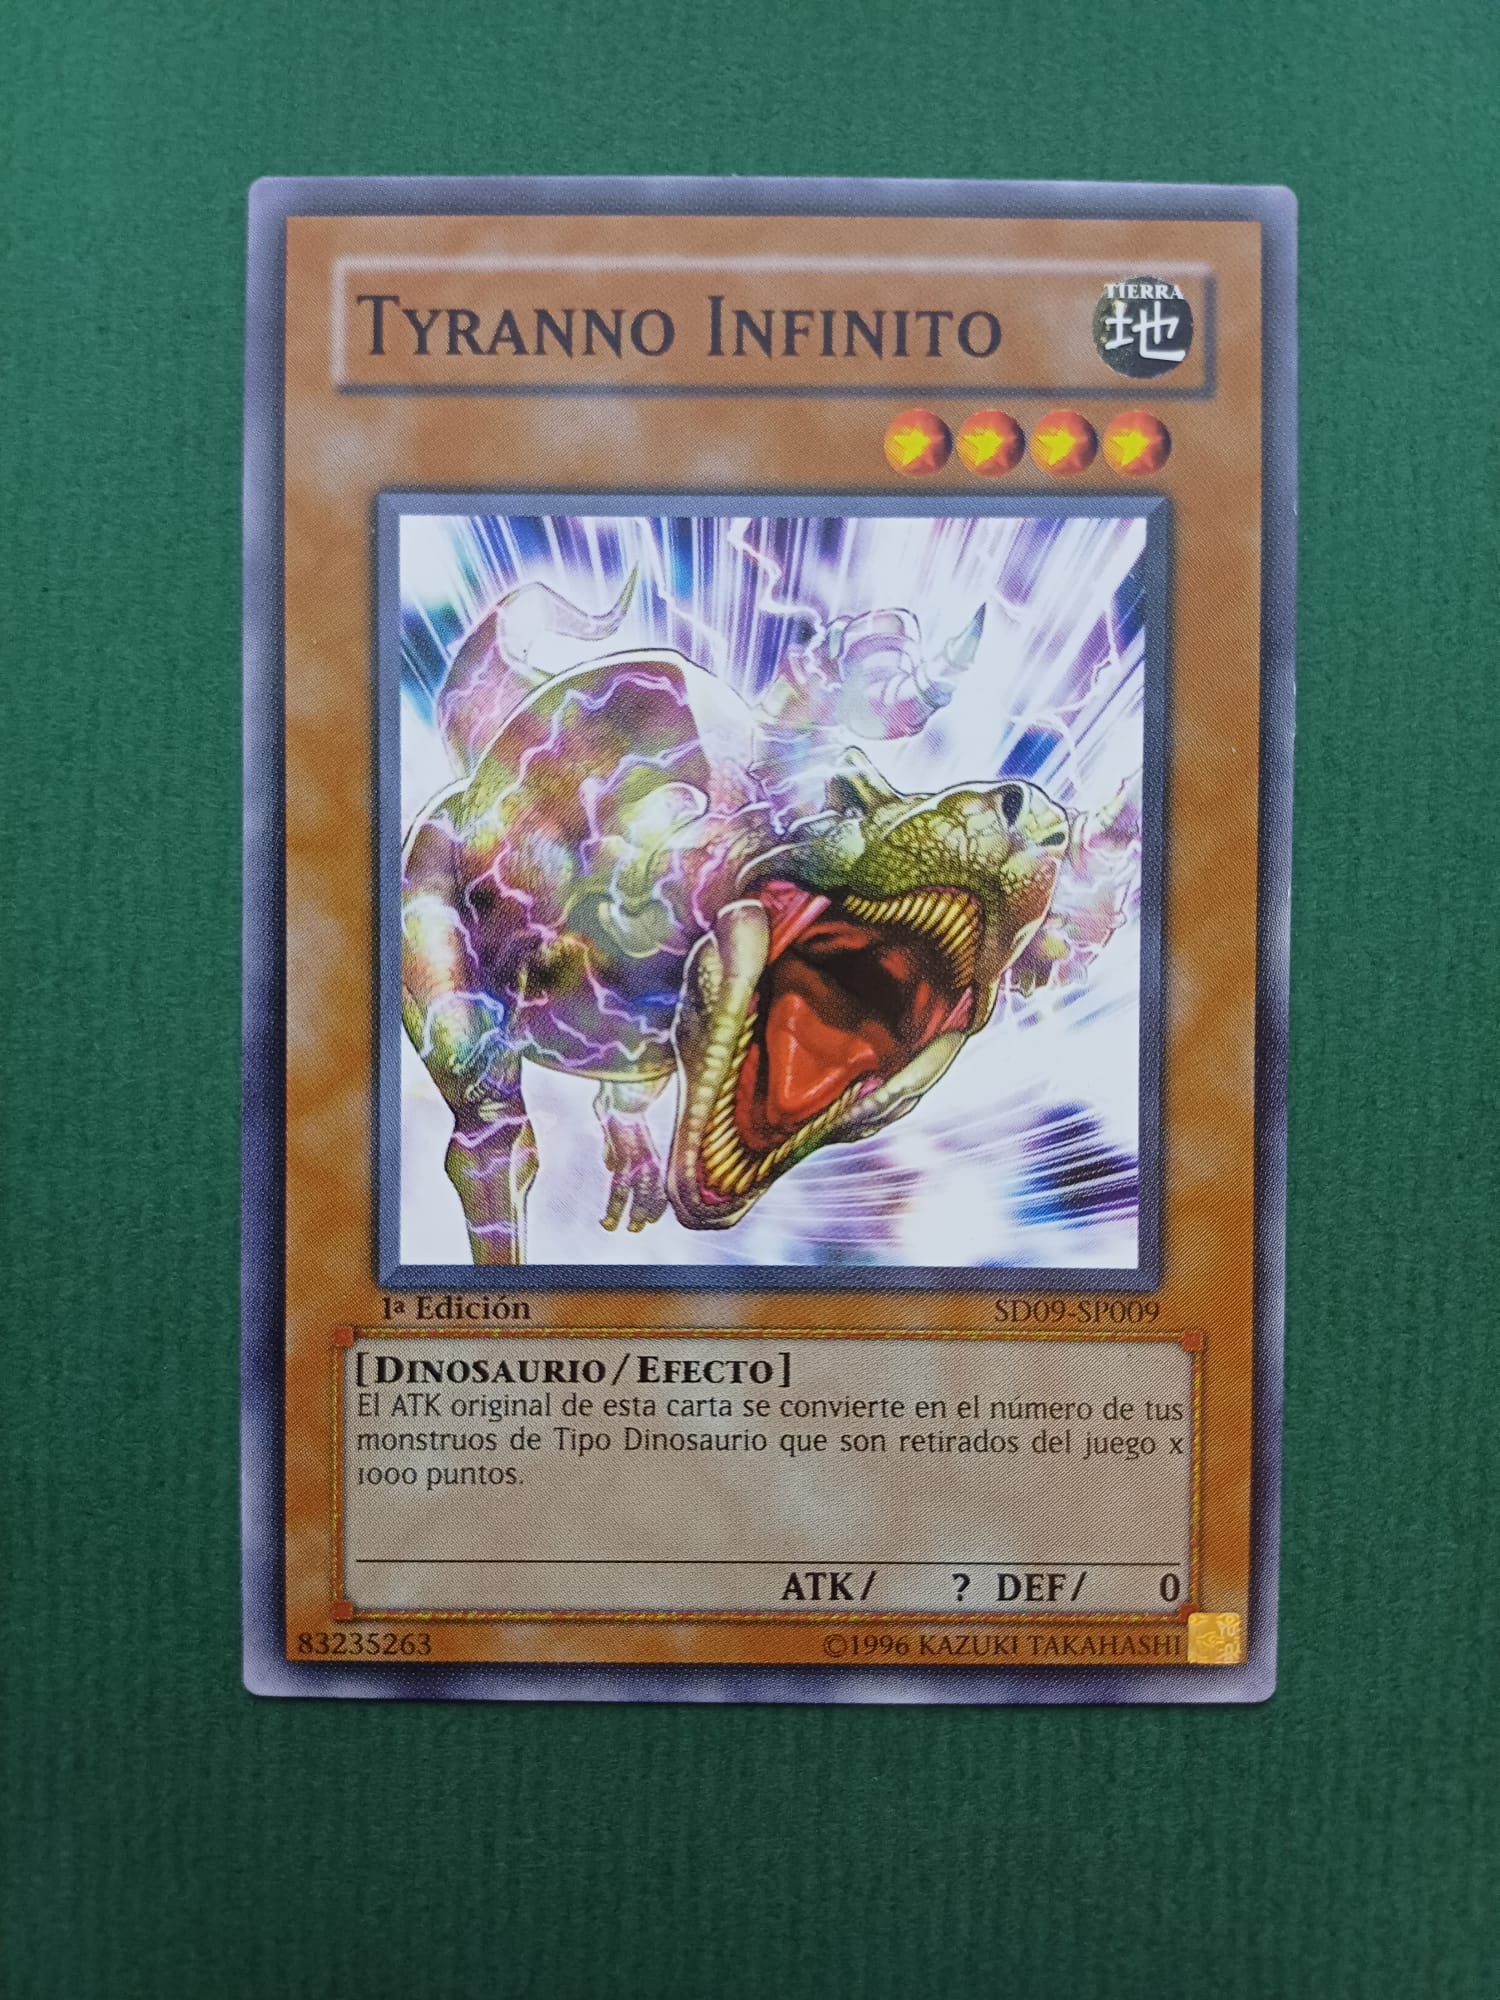 TYRANNO INFINITO
TIERRA
地
1ª Edición
SD09-SP009
[DINOSAURIO/EFECTO]
El ATK original de esta carta se convierte en el número de tus
monstruos de Tipo Dinosaurio que son retirados del juego x
1000 puntos.
ATK/ ? DEF/ 0
83235263
©1996 KAZUKI TAKAHASHI